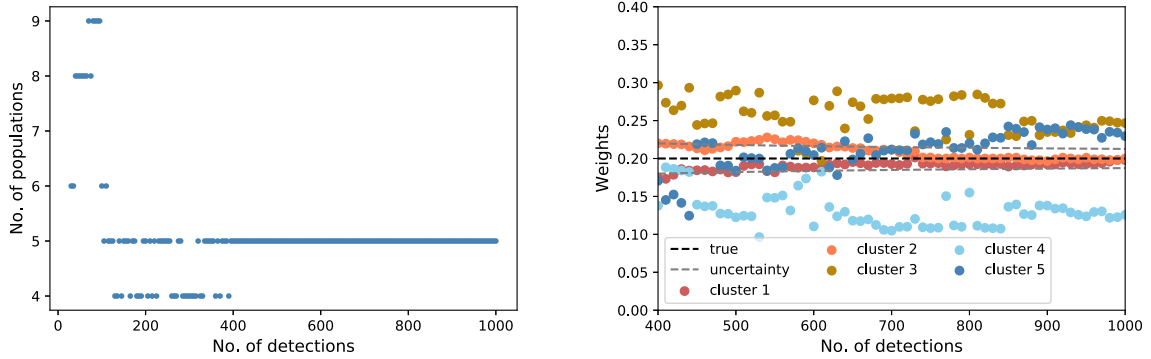 9
8
7
6
5
4
No. of populations
0
200
400
600
800
1000
No. of detections
0.40
0.35
0.30
0.25
0.20
0.15
0.10
0.05
0.00
Weights
true
uncertainty
cluster 1
cluster 2
cluster 3
cluster 4
cluster 5
400
500
600
700
800
900
1000
No. of detections